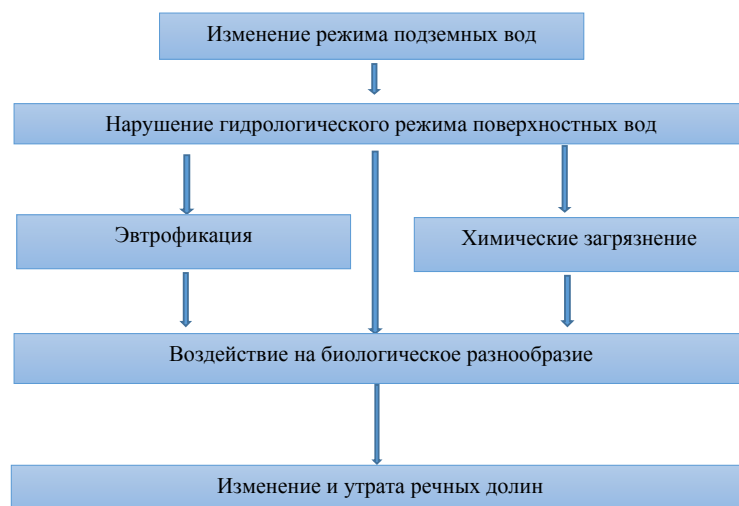 Изменение режима подземных вод
Нарушение гидрологического режима поверхностных вод
Эвтрофикация
Химические загрязнение
Воздействие на биологическое разнообразие
Изменение и утрата речных долин